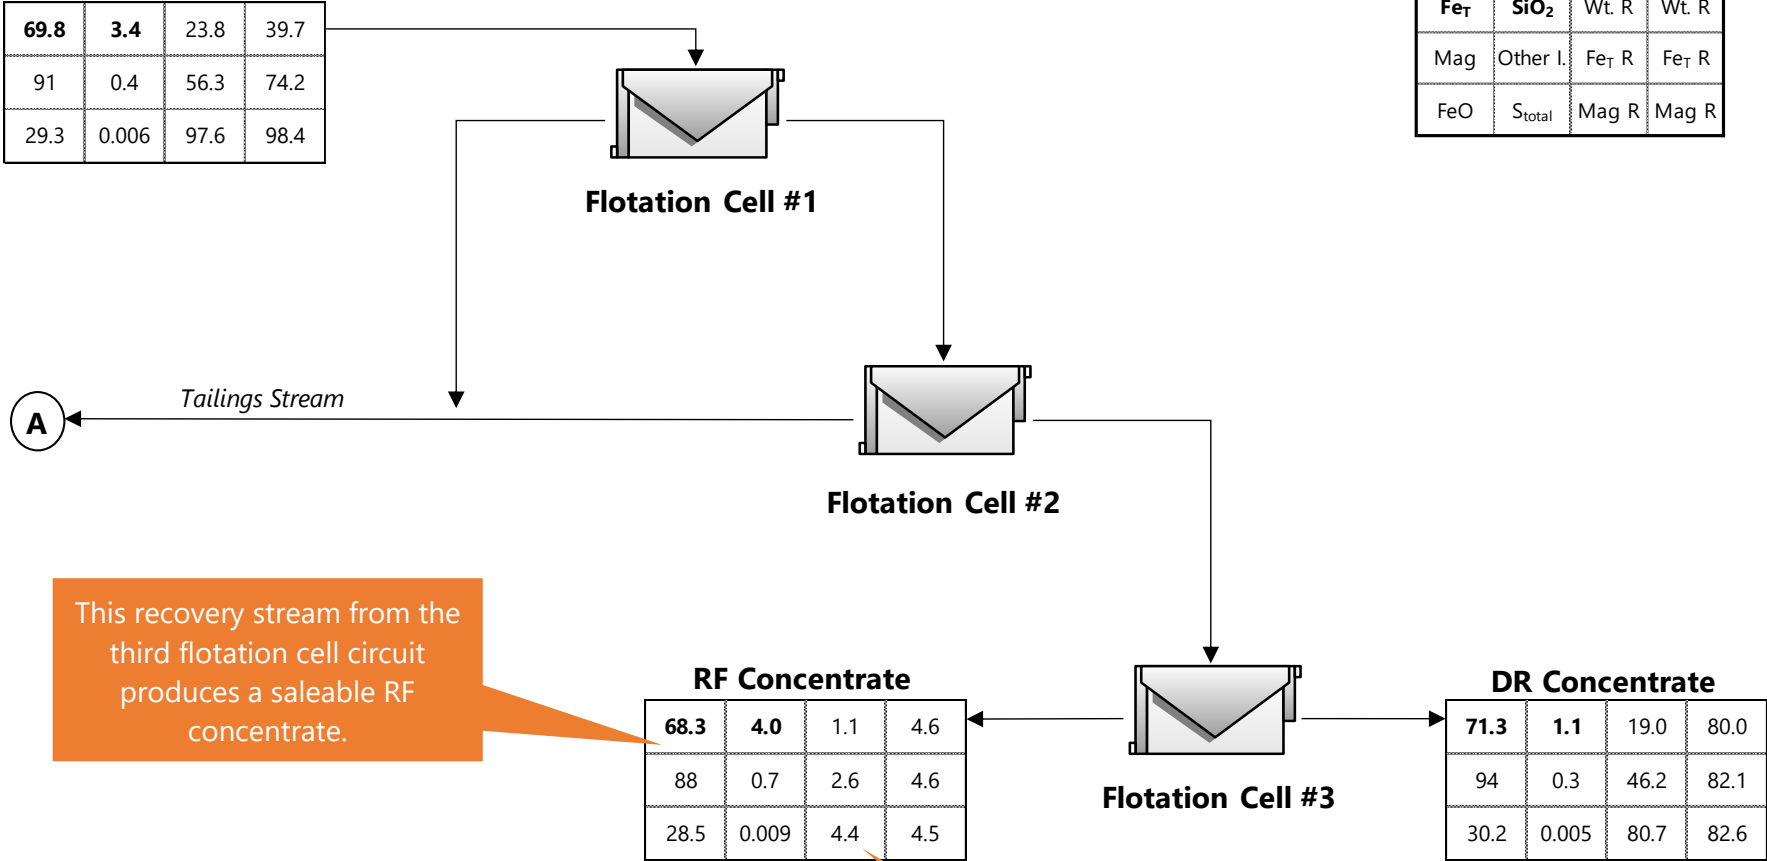 69.8 3.4 23.8 39.7
91 0.4 56.3 74.2
29.3 0.006 97.6 98.4
FeT SiO2 Wt. R Wt. R
Mag Other I. FeT R FeT R
FeO Stotal Mag R Mag R
Flotation Cell #1
Tailings Stream
A
Flotation Cell #2
This recovery stream from the
third flotation cell circuit
produces a saleable RF
concentrate.
RF Concentrate
68.3 4.0 1.1 4.6
88 0.7 2.6 4.6
28.5 0.009 4.4 4.5
Flotation Cell #3
DR Concentrate
71.3 1.1 19.0 80.0
94 0.3 46.2 82.1
30.2 0.005 80.7 82.6